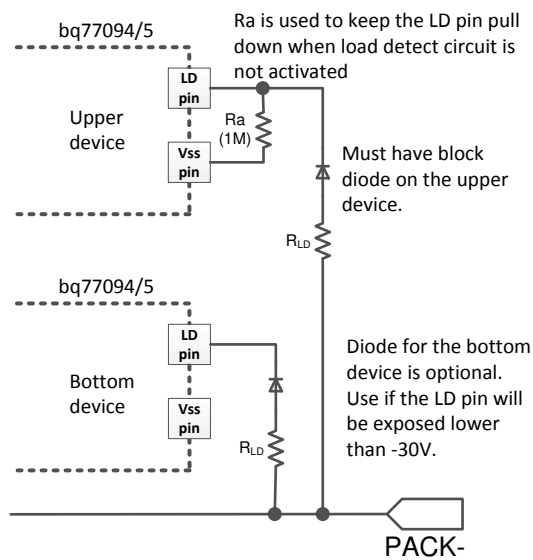 bq77094/5
Ra is used to keep the LD pin pull
down when load detect circuit is
not activated
LD
pin
Upper
device
Ra
(1M)
Vss
pin
Must have block
diode on the upper
device.
RLD
bq77094/5
LD
pin
Bottom
device
Vss
pin
RLD
Diode for the bottom
device is optional.
Use if the LD pin will
be exposed lower
than -30V.
PACK-